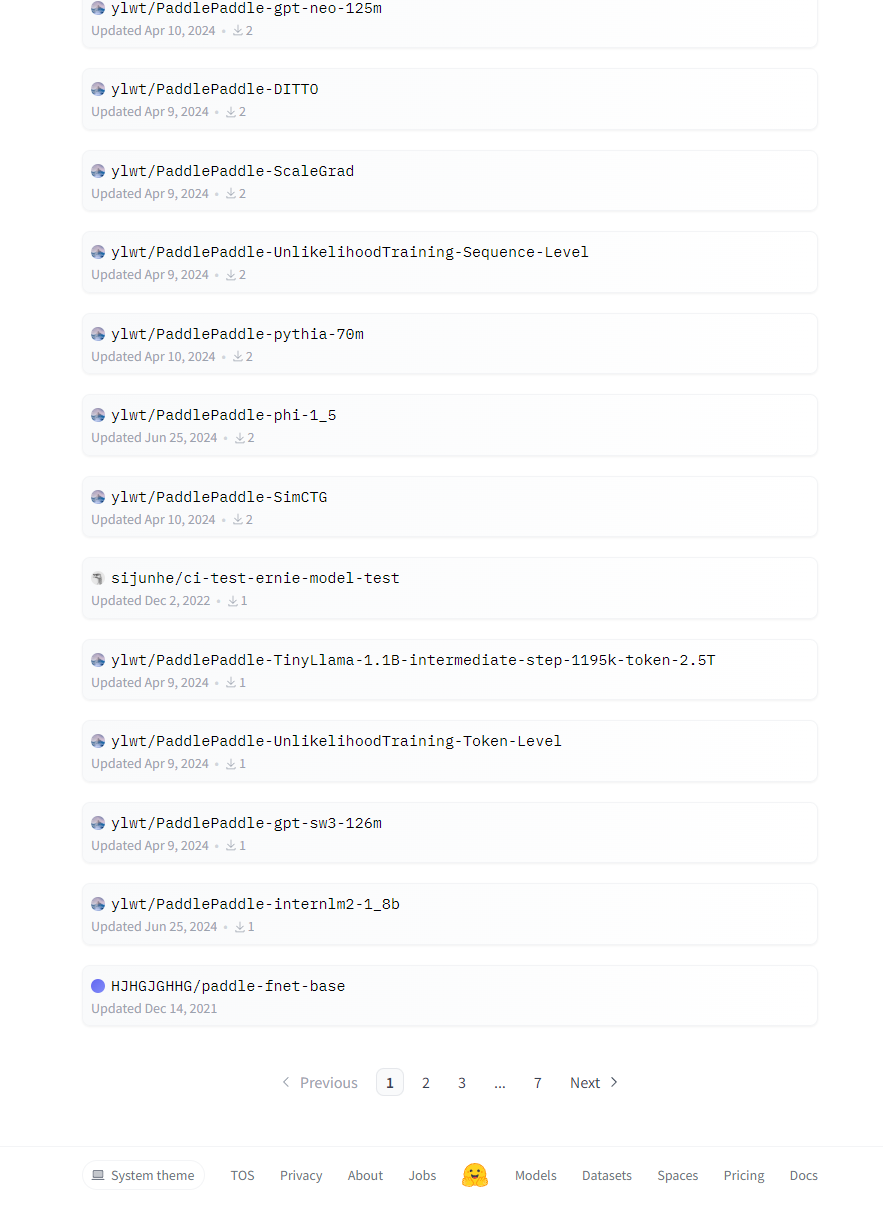 ylwt/PaddlePaddle-gpt-neo-125m
Updated Apr 10, 2024 • 2
ylwt/PaddlePaddle-DITTO
Updated Apr 9, 2024 • 2
ylwt/PaddlePaddle-ScaleGrad
Updated Apr 9, 2024 • 2
ylwt/PaddlePaddle-UnlikelihoodTraining-Sequence-Level
Updated Apr 9, 2024 • 2
ylwt/PaddlePaddle-pythia-70m
Updated Apr 10, 2024 • 2
ylwt/PaddlePaddle-phi-1_5
Updated Jun 25, 2024 • 2
ylwt/PaddlePaddle-SimCTG
Updated Apr 10, 2024 • 2
sijunhe/ci-test-ernie-model-test
Updated Dec 2, 2022 • 1
ylwt/PaddlePaddle-TinyLlama-1.1B-intermediate-step-1195k-token-2.5T
Updated Apr 9, 2024 • 1
ylwt/PaddlePaddle-UnlikelihoodTraining-Token-Level
Updated Apr 9, 2024 • 1
ylwt/PaddlePaddle-gpt-sw3-126m
Updated Apr 9, 2024 • 1
ylwt/PaddlePaddle-internlm2-1_8b
Updated Jun 25, 2024 • 1
HJHGJGHHG/paddle-fnet-base
Updated Dec 14, 2021
Previous 1 2 3 ... 7 Next
System theme TOS Privacy About Jobs Models Datasets Spaces Pricing Docs